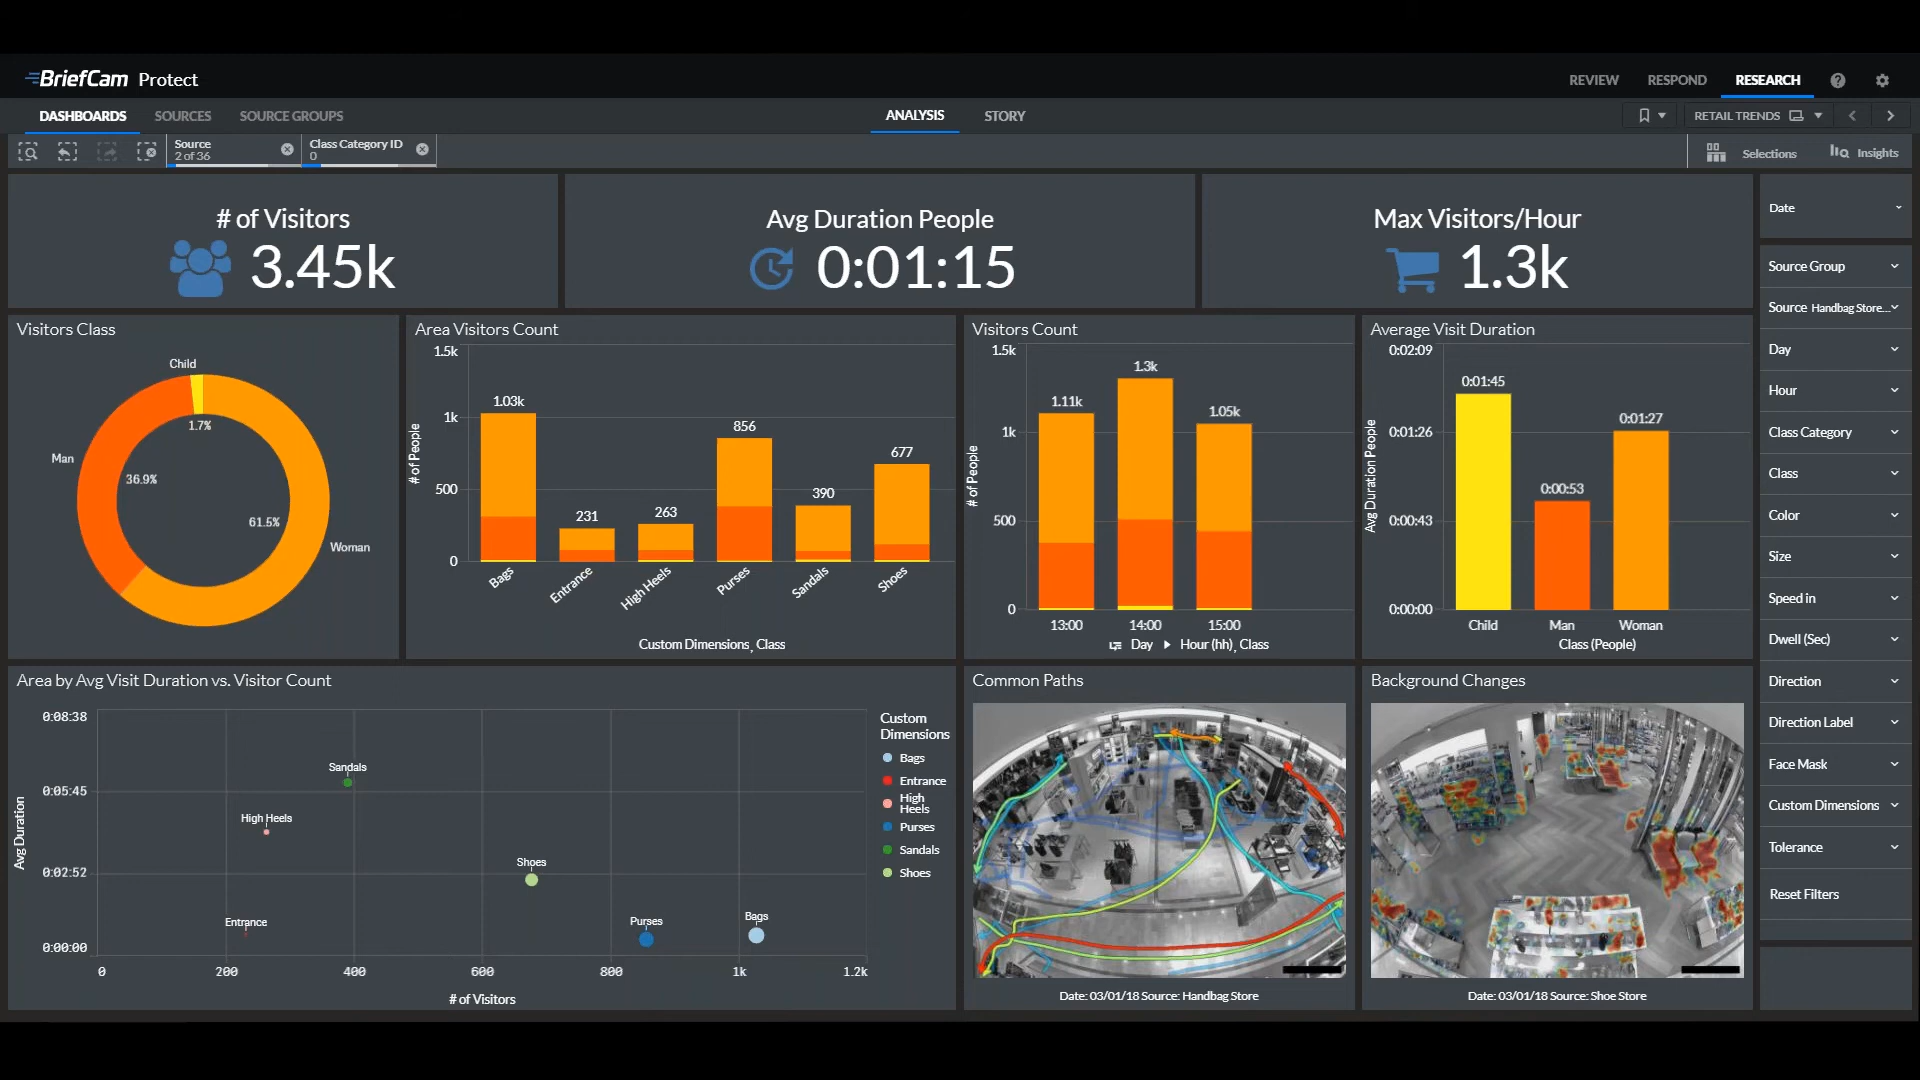 BriefCam Protect
REVIEW RESPOND RESEARCH ?
DASHBOARDS SOURCES SOURCE GROUPS
ANALYSIS STORY
RETAIL TRENDS
Source
2 of 36
Class Category ID
0
Selections
Insights
# of Visitors
3.45k
Avg Duration People
0:01:15
Max Visitors/Hour
1.3k
Date
Source Group
Source Handbag Store...
Day
Hour
Class Category
Class
Color
Size
Speed in
Dwell (Sec)
Direction
Direction Label
Face Mask
Custom Dimensions
Tolerance
Reset Filters
Visitors Class
Child
1.7%
Man
36.9%
61.5%
Woman
Area Visitors Count
1.5k
1k
500
0
# of People
1.03k
231
263
856
390
677
Bags
Entrance
High Heels
Purses
Sandals
Shoes
Custom Dimensions, Class
Visitors Count
1.5k
1k
500
0
# of People
1.11k
1.3k
1.05k
13:00 14:00 15:00
Day Hour (hh), Class
Average Visit Duration
0:02:09
0:01:26
0:00:43
0:00:00
Avg Duration People
0:01:45
0:00:53
0:01:27
Child Man Woman
Class (People)
Area by Avg Visit Duration vs. Visitor Count
0:08:38
0:05:45
0:02:52
0:00:00
Avg Duration
Sandals
High Heels
Shoes
Entrance
Purses
Bags
0 200 400 600 800 1k 1.2k
# of Visitors
Custom
Dimensions
Bags
Entrance
High
Heels
Purses
Sandals
Shoes
Common Paths
Date: 03/01/18 Source: Handbag Store
Background Changes
Date: 03/01/18 Source: Shoe Store